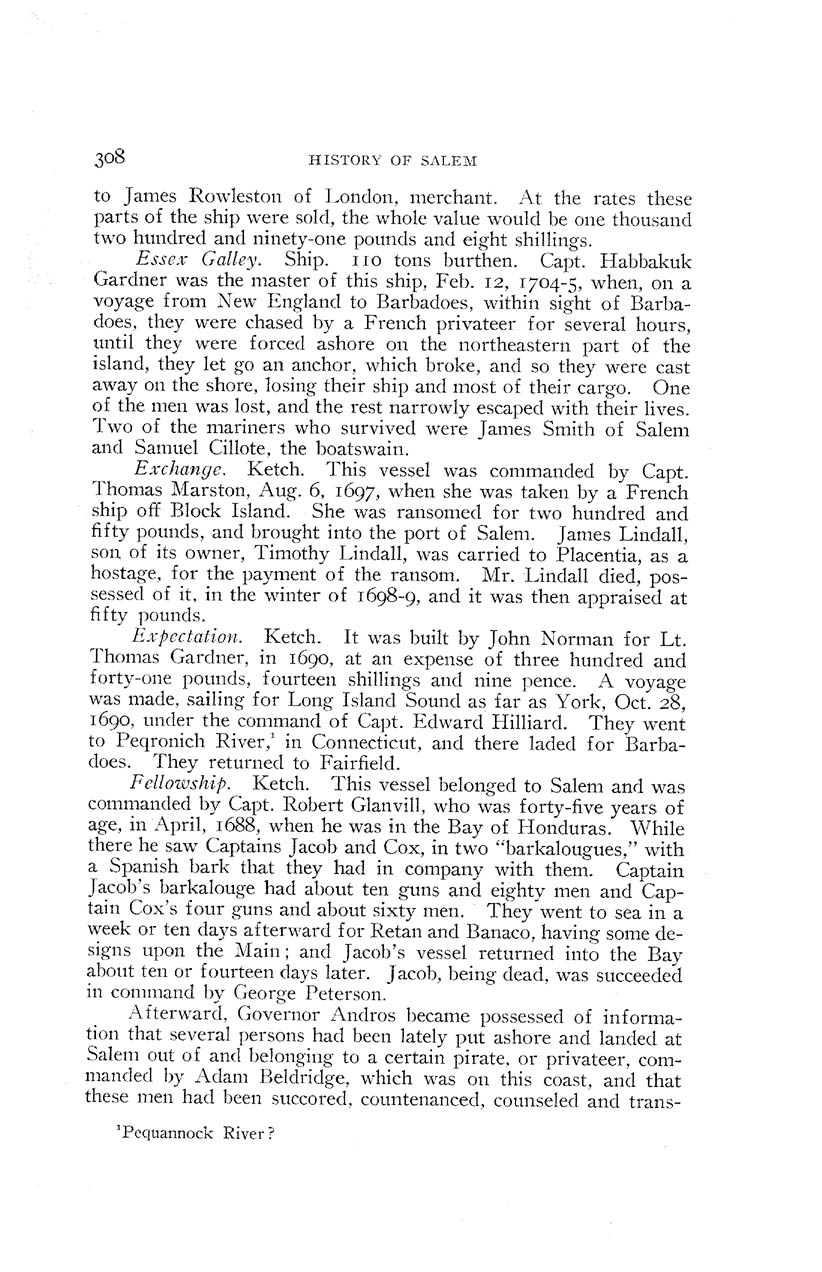 308 HISTORY OF SALEM
to James Rowleston of London, merchant. At the rates these
parts of the ship were sold, the whole value would be one thousand
two hundred and ninety-one pounds and eight shillings.
Essex Galley. Ship. 110 tons burthen. Capt. Habbakuk
Gardner was the master of this ship, Feb. 12, 1704-5, when, on a
voyage from New England to Barbadoes, within sight of Barba-
does, they were chased by a French privateer for several hours,
until they were forced ashore on the northeastern part of the
island, they let go an anchor, which broke, and so they were cast
away on the shore, losing their ship and most of their cargo. One
of the men was lost, and the rest narrowly escaped with their lives.
Two of the mariners who survived were James Smith of Salem
and Samuel Cillote, the boatswain.
Exchange. Ketch. This vessel was commanded by Capt.
Thomas Marston, Aug. 6, 1697, when she was taken by a French
ship off Block Island. She was ransomed for two hundred and
fifty pounds, and brought into the port of Salem. James Lindall,
son of its owner, Timothy Lindall, was carried to Placentia, as a
hostage, for the payment of the ransom. Mr. Lindall died, pos-
sessed of it, in the winter of 1698-9, and it was then appraised at
fifty pounds.
Expectation. Ketch. It was built by John Norman for Lt.
Thomas Gardner, in 1690, at an expense of three hundred and
forty-one pounds, fourteen shillings and nine pence. A voyage
was made, sailing for Long Island Sound as far as York, Oct. 28,
1690, under the command of Capt. Edward Hilliard. They went
to Peqronich River,¹ in Connecticut, and there laded for Barba-
does. They returned to Fairfield.
Fellowship. Ketch. This vessel belonged to Salem and was
commanded by Capt. Robert Glanvill, who was forty-five years of
age, in April, 1688, when he was in the Bay of Honduras. While
there he saw Captains Jacob and Cox, in two "barkalougues," with
a Spanish bark that they had in company with them. Captain
Jacob's barkalouge had about ten guns and eighty men and Cap-
tain Cox's four guns and about sixty men. They went to sea in a
week or ten days afterward for Retan and Banaco, having some de-
signs upon the Main; and Jacob's vessel returned into the Bay
about ten or fourteen days later. Jacob, being dead, was succeeded
in command by George Peterson.
Afterward, Governor Andros became possessed of informa-
tion that several persons had been lately put ashore and landed at
Salem out of and belonging to a certain pirate, or privateer, com-
manded by Adam Beldridge, which was on this coast, and that
these men had been succored, countenanced, counseled and trans-
¹Pequannock River?